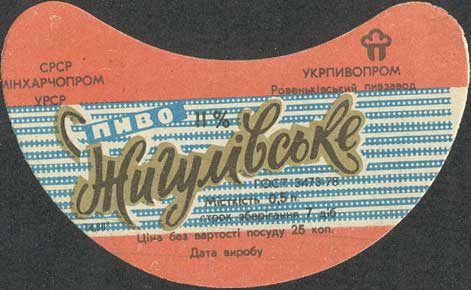 СРСР
МІНХАРЧОПРОМ
УРСР
УКРПИВОПРОМ
Ровеньківський пивзавод
ПИВО 11%
Жигулівське
ГОСТ 3473-78
Місткість 0,5 л
строк зберігання 7 діб
Ціна без вартості посуду 25 коп.
Дата виробу